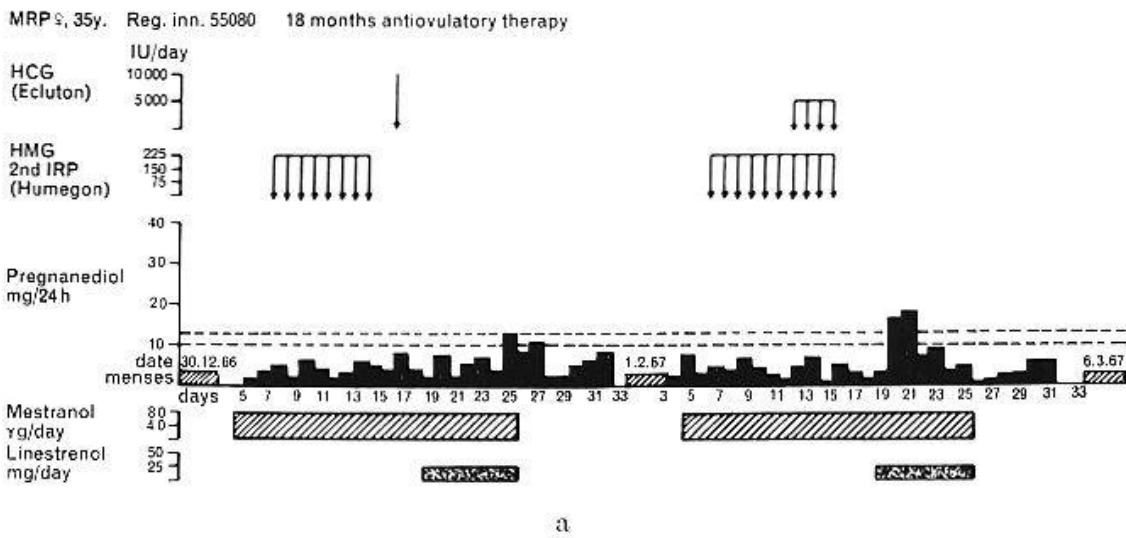 MRP ♀, 35y. Reg. inn. 55080 18 months antiovulatory therapy
IU/day
HCG
(Ecluton)
10000
5000
HMG
2nd IRP
(Humegon)
225
150
75
Pregnanediol
mg/24h
40
30
20
10
date 30.12.66 1.2.67 6.3.67
menses
days 5 7 9 11 13 15 17 19 21 23 25 27 29 31 33 3 5 7 9 11 13 15 17 19 21 23 25 27 29 31 33
Mestranol
γg/day
80
40
Linestrenol
mg/day
50
25
a